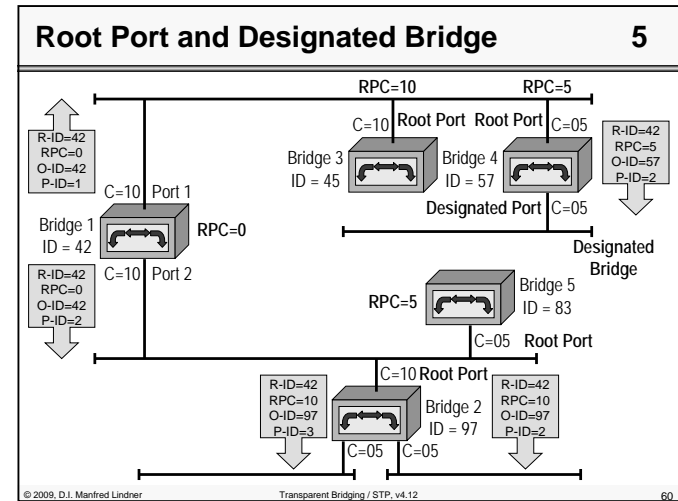 Root Port and Designated Bridge 5
RPC=10 RPC=5
R-ID=42
RPC=0
O-ID=42
P-ID=1
C=10 Root Port Root Port C=05
R-ID=42
RPC=5
O-ID=57
P-ID=2
Bridge 3
ID = 45
Bridge 4
ID = 57
C=10 Port 1
Designated Port C=05
Bridge 1
ID = 42
RPC=0
Designated
Bridge
C=10 Port 2
R-ID=42
RPC=0
O-ID=42
P-ID=2
RPC=5
Bridge 5
ID = 83
C=05 Root Port
C=10 Root Port
R-ID=42
RPC=10
O-ID=97
P-ID=3
Bridge 2
ID = 97
R-ID=42
RPC=10
O-ID=97
P-ID=2
C=05 C=05
© 2009, D.I. Manfred Lindner Transparent Bridging / STP, v4.12 60